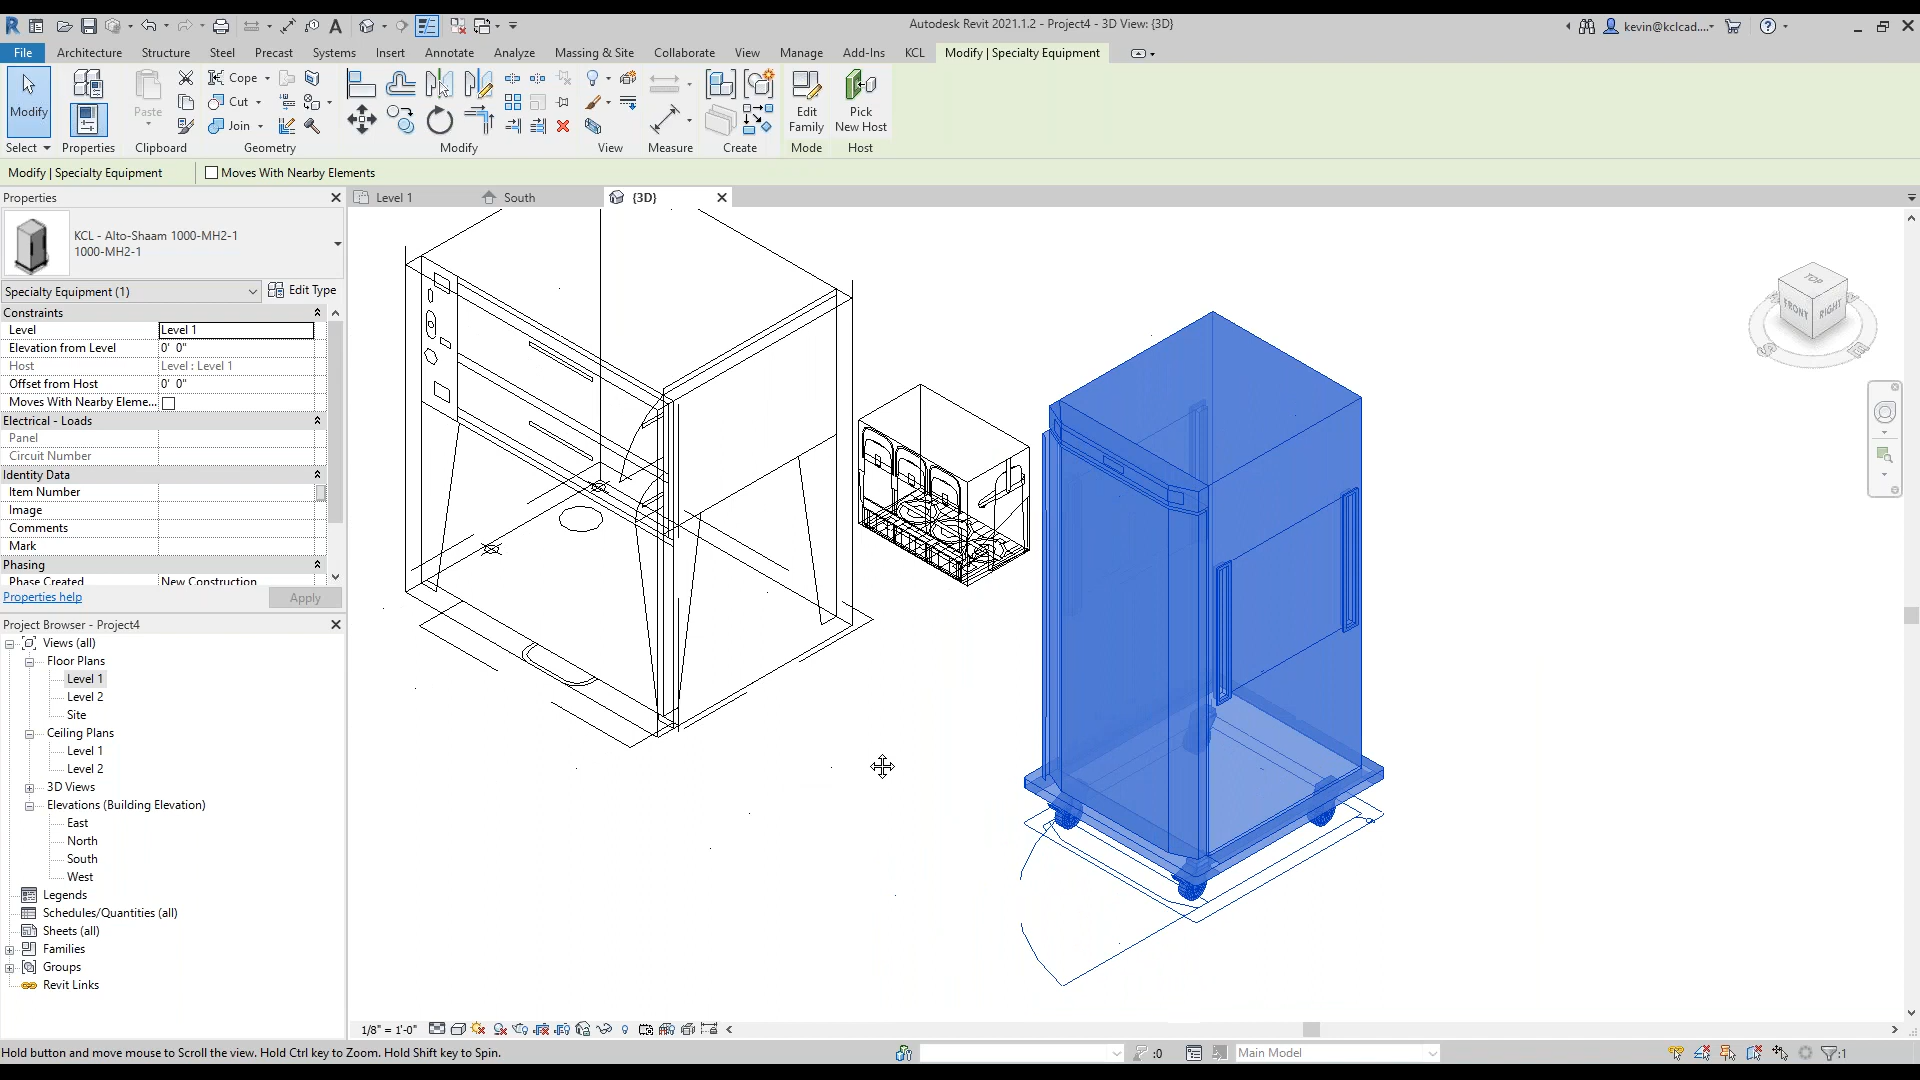 Autodesk Revit 2021.1.2 - Project4 - 3D View: {3D}
kevin@kclcad....
File Architecture Structure Steel Precast Systems Insert Annotate Analyze Massing & Site Collaborate View Manage Add-Ins KCL Modify | Specialty Equipment
Modify
Paste
Cope
Cut
Join
Edit Family
Pick New Host
Select Properties Clipboard Geometry Modify View Measure Create Mode Host
Modify | Specialty Equipment Moves With Nearby Elements
Properties
Level 1 South {3D}
KCL - Alto-Shaam 1000-MH2-1
1000-MH2-1
Specialty Equipment (1) Edit Type
Constraints
Level Level 1
Elevation from Level 0' 0"
Host Level : Level 1
Offset from Host 0' 0"
Moves With Nearby Eleme...
Electrical - Loads
Panel
Circuit Number
Identity Data
Item Number
Image
Comments
Mark
Phasing
Phase Created New Construction
Properties help Apply
Project Browser - Project4
Views (all)
Floor Plans
Level 1
Level 2
Site
Ceiling Plans
Level 1
Level 2
3D Views
Elevations (Building Elevation)
East
North
South
West
Legends
Schedules/Quantities (all)
Sheets (all)
Families
Groups
Revit Links
TOP
FRONT RIGHT
S E
1/8" = 1'-0"
Hold button and move mouse to Scroll the view. Hold Ctrl key to Zoom. Hold Shift key to Spin.
:0 Main Model :1